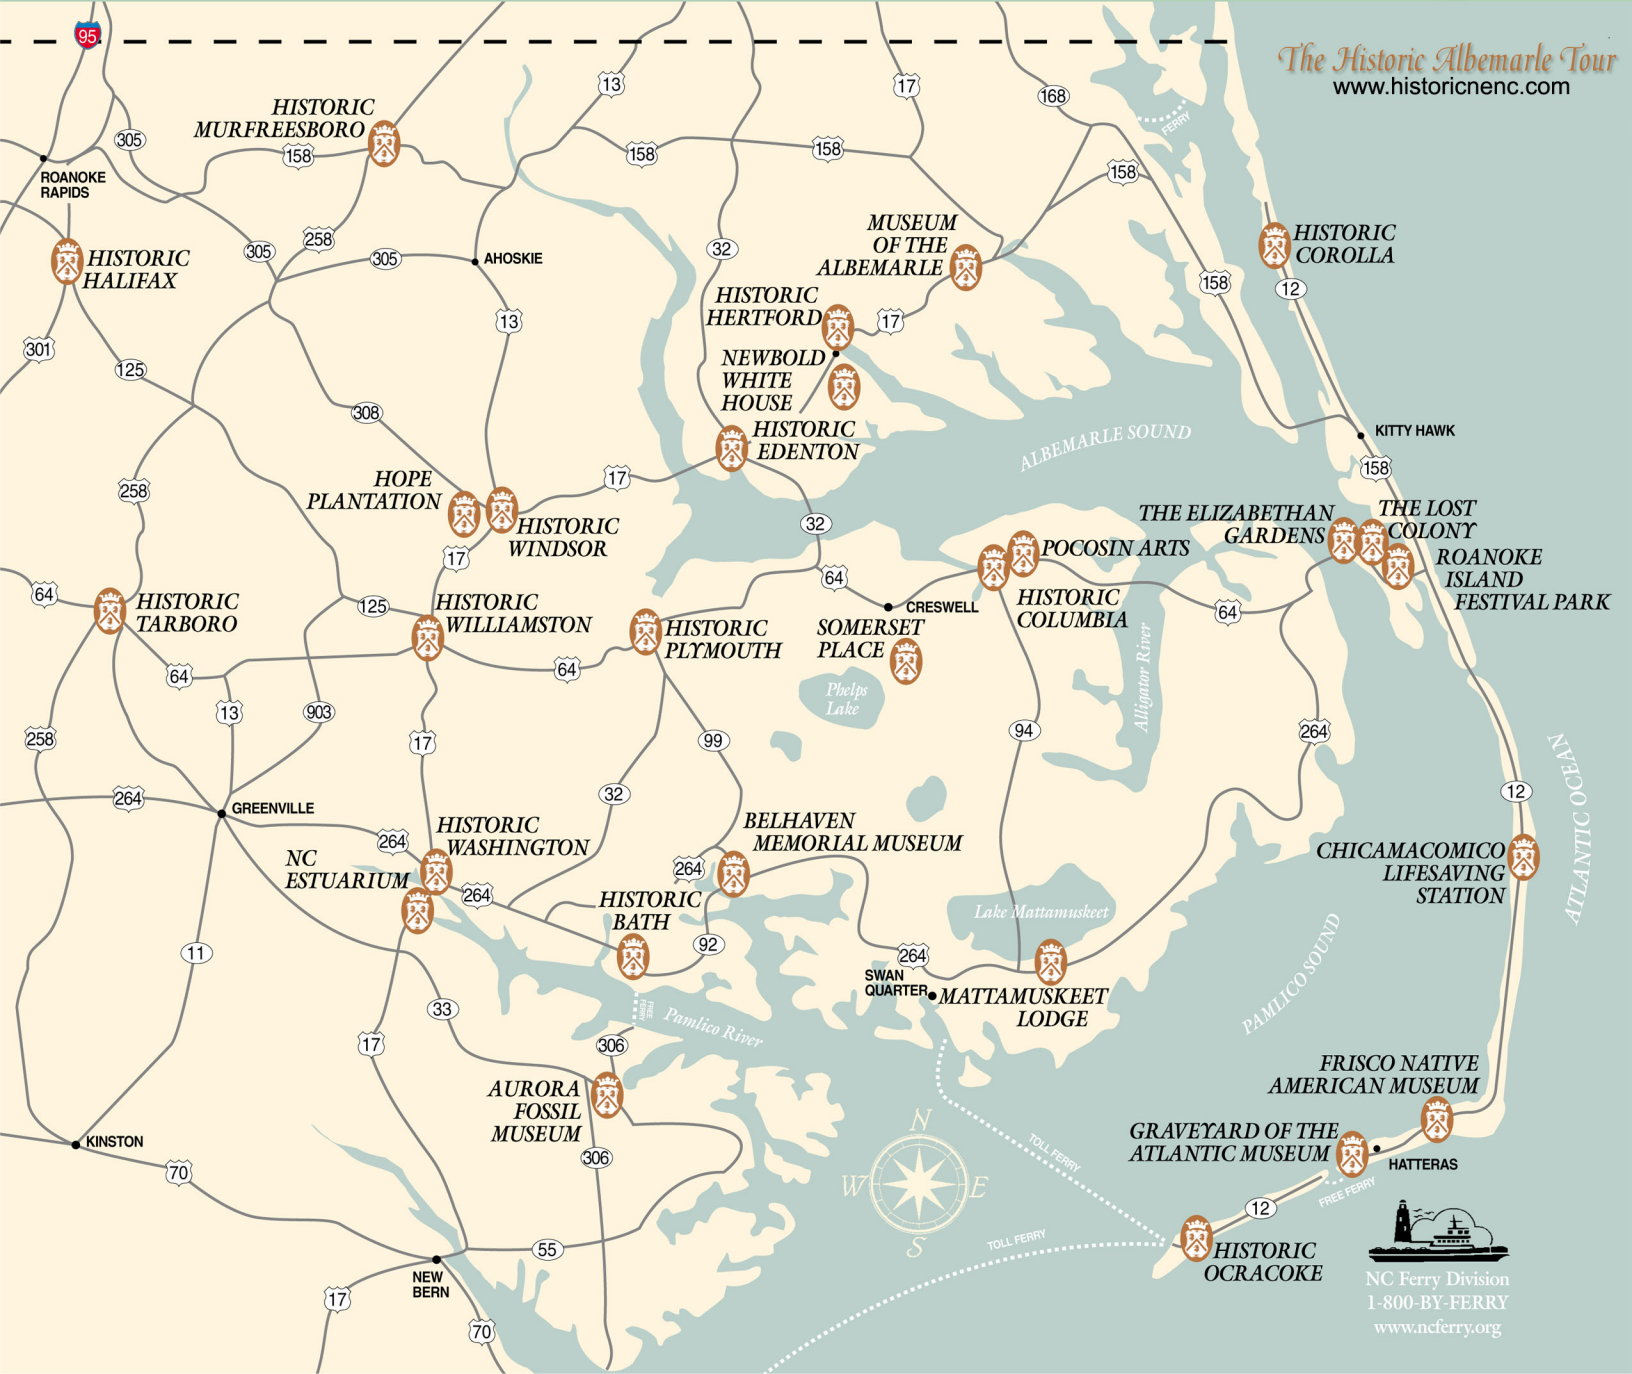 The Historic Albemarle Tour
www.historicnenc.com
95
13
17
168
FERRY
HISTORIC
MURFREESBORO
305
158
158
158
158
ROANOKE
RAPIDS
HISTORIC
HALIFAX
305
258
305
AHOSKIE
32
MUSEUM
OF THE
ALBEMARLE
HISTORIC
COROLLA
158
12
HISTORIC
HERTFORD
17
13
301
125
NEWBOLD
WHITE
HOUSE
308
HISTORIC
EDENTON
ALBEMARLE SOUND
KITTY HAWK
158
258
HOPE
PLANTATION
17
HISTORIC
WINDSOR
32
THE ELIZABETHAN
GARDENS
THE LOST
COLONY
ROANOKE
ISLAND
FESTIVAL PARK
POCOSIN ARTS
17
64
64
HISTORIC
TARBORO
125
HISTORIC
WILLIAMSTON
CRESWELL
HISTORIC
COLUMBIA
64
HISTORIC
PLYMOUTH
SOMERSET
PLACE
64
64
Phelps
Lake
Alligator River
13
903
258
17
99
94
264
264
GREENVILLE
32
12
ATLANTIC OCEAN
HISTORIC
WASHINGTON
264
BELHAVEN
MEMORIAL MUSEUM
NC
ESTUARIUM
264
264
CHICAMACOMICO
LIFESAVING
STATION
HISTORIC
BATH
Lake Mattamuskeet
11
92
264
SWAN
QUARTER
MATTAMUSKEET
LODGE
PAMLICO SOUND
33
FREE
FERRY
Pamlico River
17
306
AURORA
FOSSIL
MUSEUM
306
FRISCO NATIVE
AMERICAN MUSEUM
GRAVEYARD OF THE
ATLANTIC MUSEUM
HATTERAS
KINSTON
70
TOLL FERRY
N
W
E
S
FREE FERRY
12
TOLL FERRY
HISTORIC
OCRACOKE
55
NEW
BERN
17
70
NC Ferry Division
1-800-BY-FERRY
www.ncferry.org